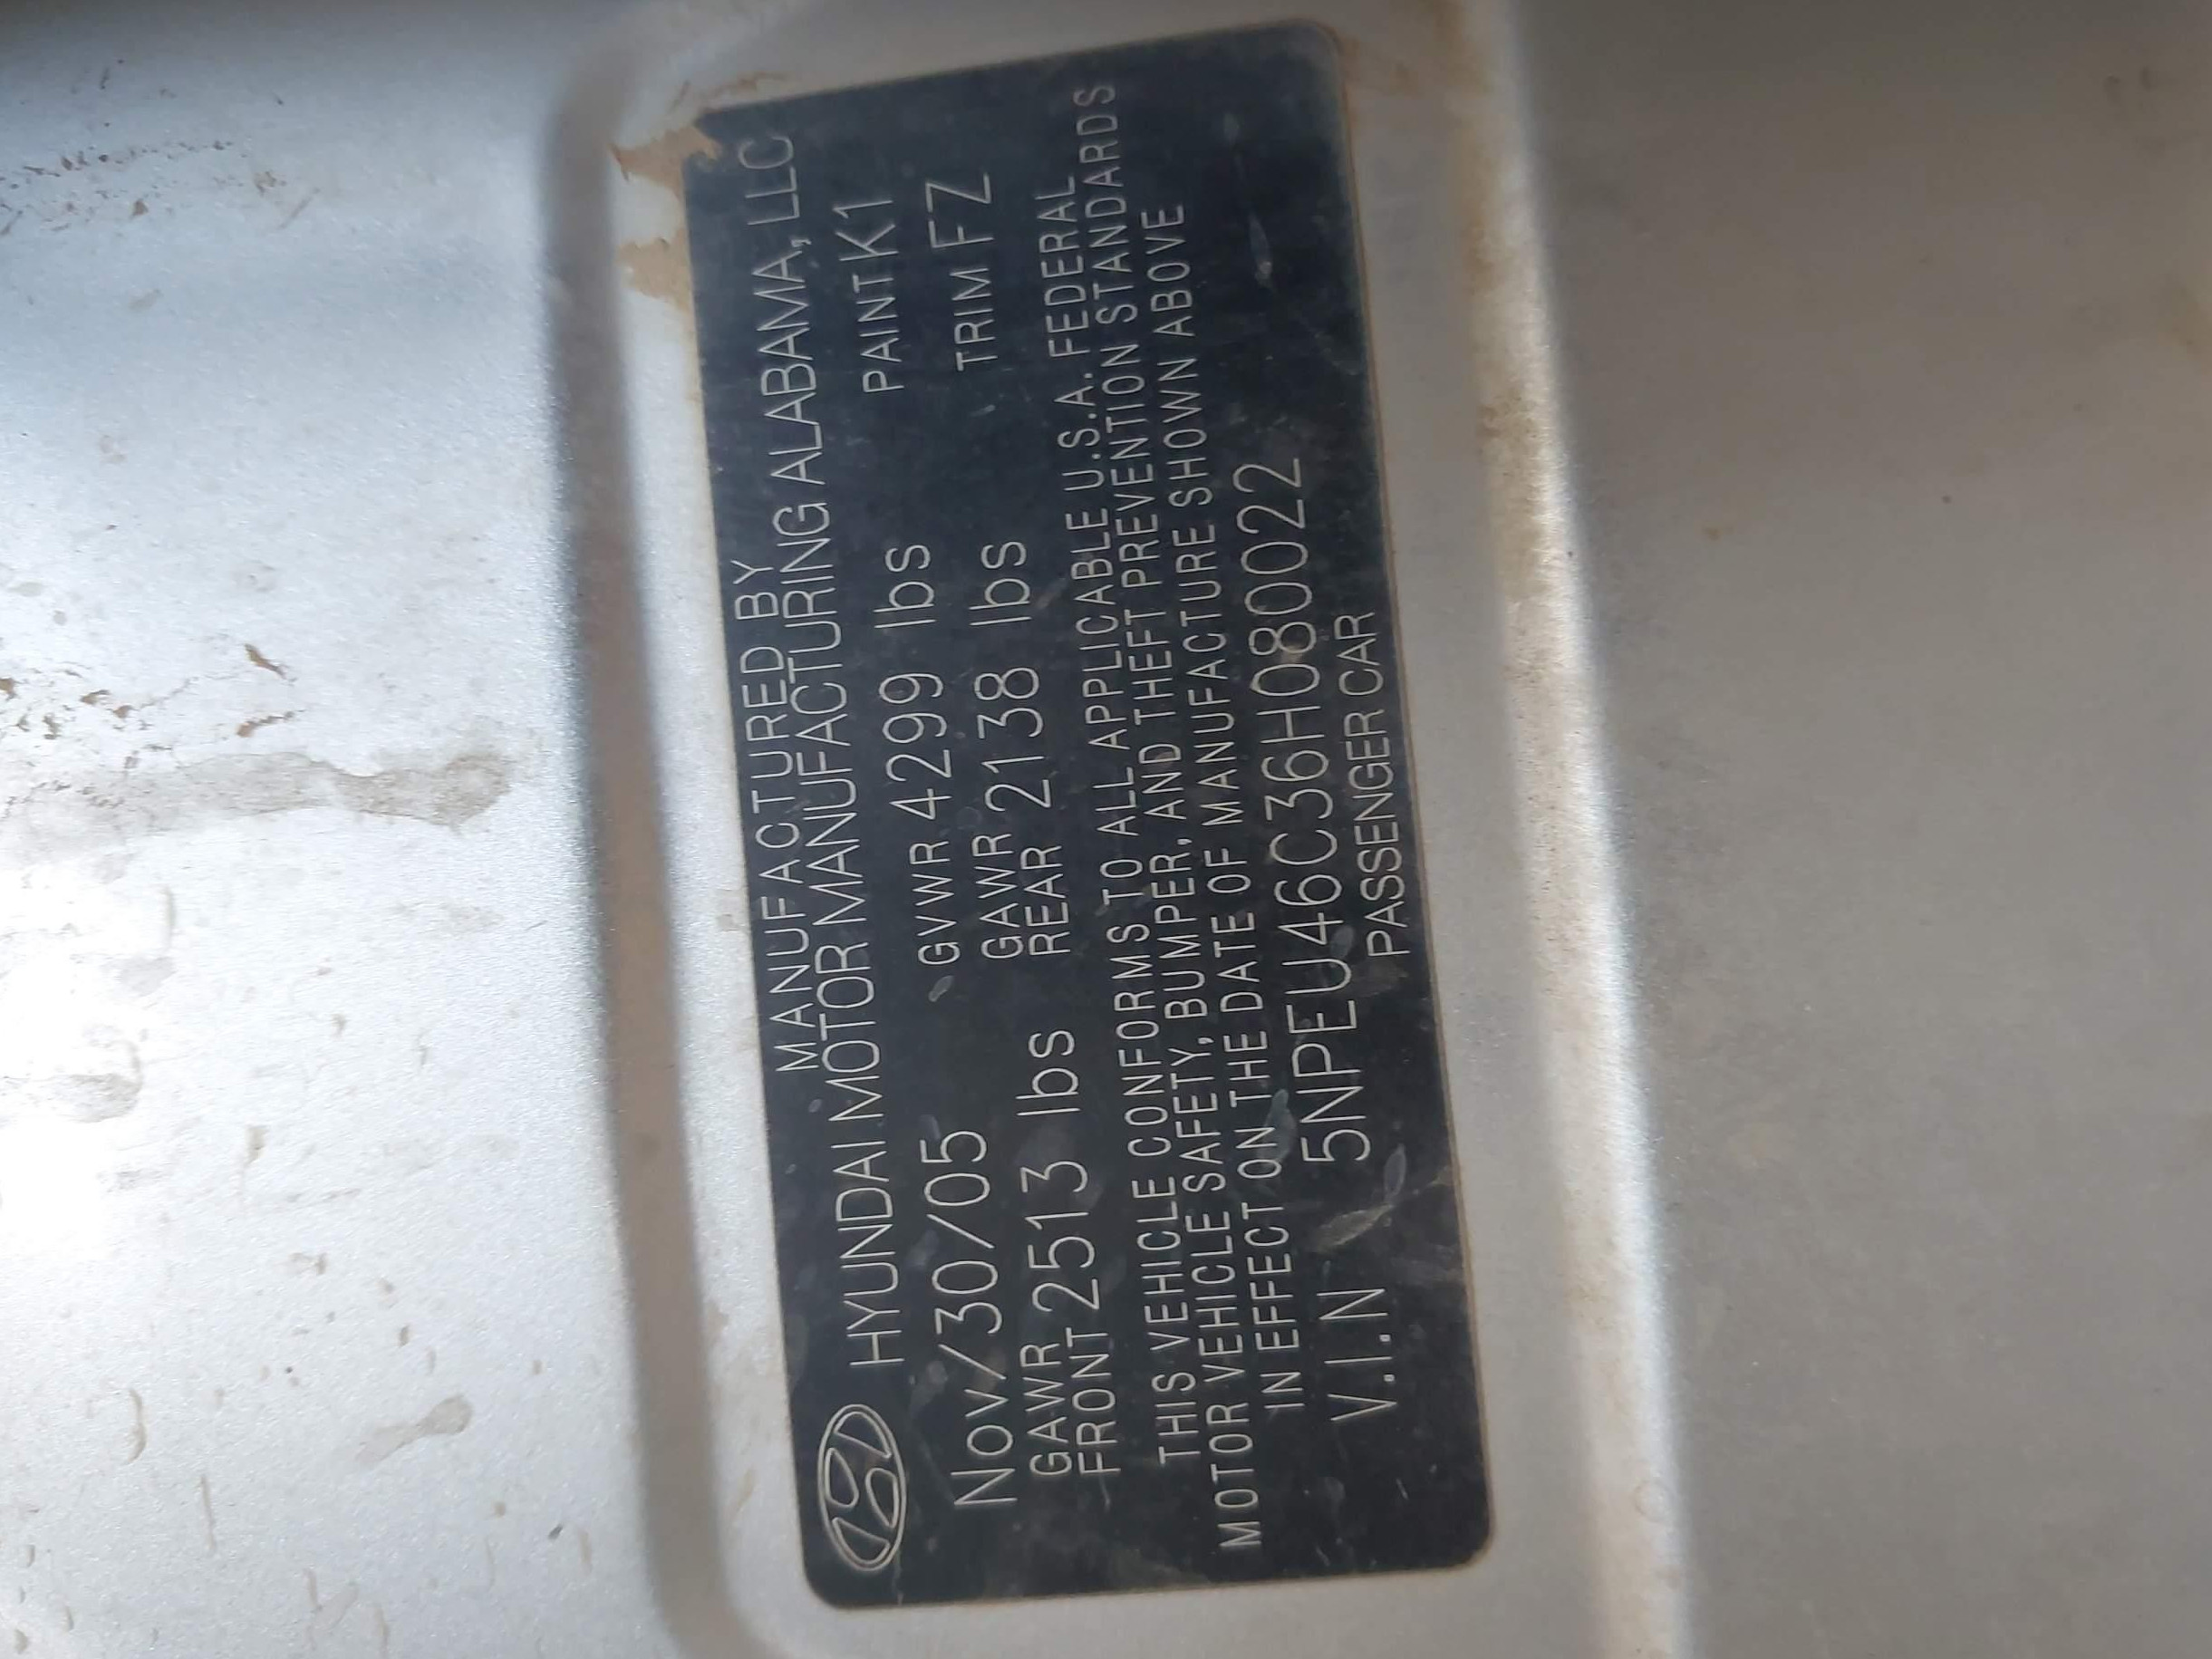 MANUFACTURED BY
HYUNDAI MOTOR MANUFACTURING ALABAMA, LLC
Nov/30/05 GVWR 4299 lbs PAINT K1
GAWR FRONT 2513 lbs GAWR REAR 2138 lbs TRIM FZ
THIS VEHICLE CONFORMS TO ALL APPLICABLE U.S.A. FEDERAL
MOTOR VEHICLE SAFETY, BUMPER, AND THEFT PREVENTION STANDARDS
IN EFFECT ON THE DATE OF MANUFACTURE SHOWN ABOVE
V.I.N 5NPEU46C36H080022
PASSENGER CAR